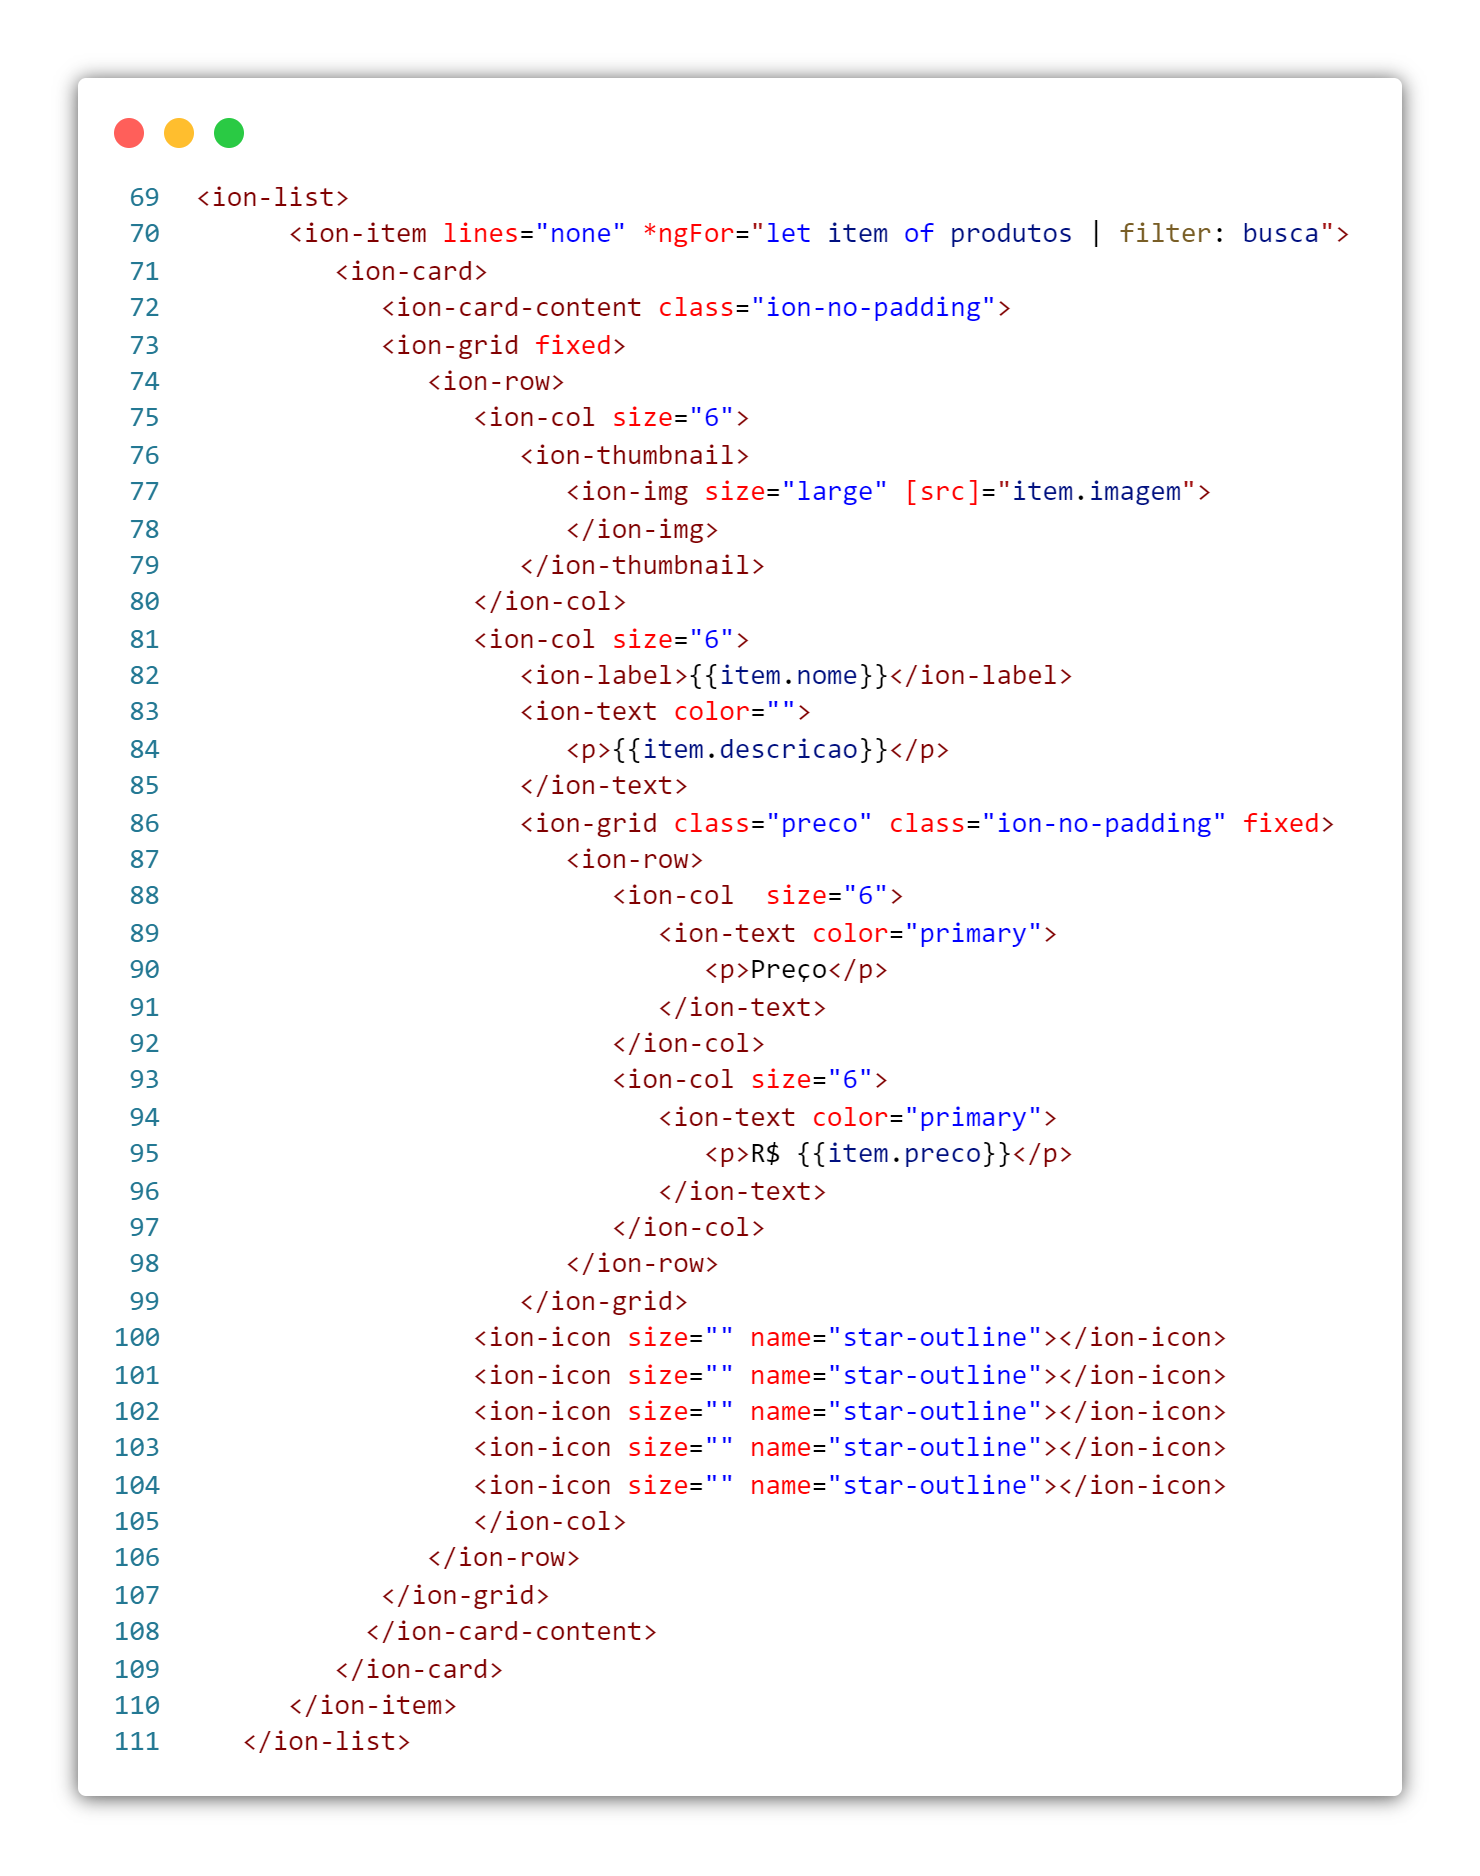 69 <ion-list>
70 <ion-item lines="none" *ngFor="let item of produtos | filter: busca">
71 <ion-card>
72 <ion-card-content class="ion-no-padding">
73 <ion-grid fixed>
74 <ion-row>
75 <ion-col size="6">
76 <ion-thumbnail>
77 <ion-img size="large" [src]="item.imagem">
78 </ion-img>
79 </ion-thumbnail>
80 </ion-col>
81 <ion-col size="6">
82 <ion-label>{{item.nome}}</ion-label>
83 <ion-text color="">
84 <p>{{item.descricao}}</p>
85 </ion-text>
86 <ion-grid class="preco" class="ion-no-padding" fixed>
87 <ion-row>
88 <ion-col  size="6">
89 <ion-text color="primary">
90 <p>Preço</p>
91 </ion-text>
92 </ion-col>
93 <ion-col size="6">
94 <ion-text color="primary">
95 <p>R$ {{item.preco}}</p>
96 </ion-text>
97 </ion-col>
98 </ion-row>
99 </ion-grid>
100 <ion-icon size="" name="star-outline"></ion-icon>
101 <ion-icon size="" name="star-outline"></ion-icon>
102 <ion-icon size="" name="star-outline"></ion-icon>
103 <ion-icon size="" name="star-outline"></ion-icon>
104 <ion-icon size="" name="star-outline"></ion-icon>
105 </ion-col>
106 </ion-row>
107 </ion-grid>
108 </ion-card-content>
109 </ion-card>
110 </ion-item>
111 </ion-list>